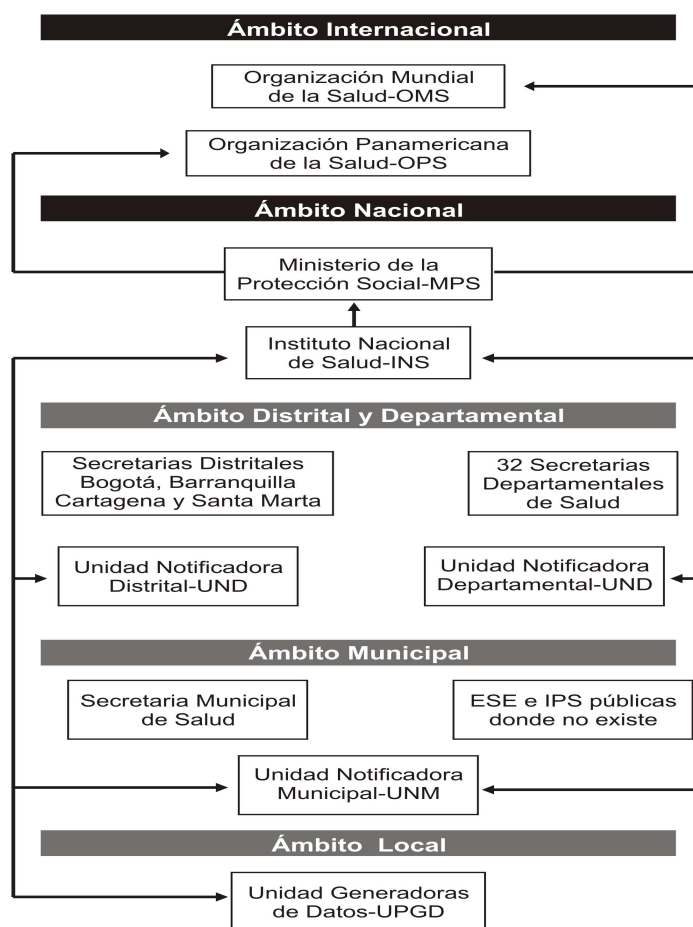 Ámbito Internacional
Organización Mundial
de la Salud-OMS
Organización Panamericana
de la Salud-OPS
Ámbito Nacional
Ministerio de la
Protección Social-MPS
Instituto Nacional
de Salud-INS
Ámbito Distrital y Departamental
Secretarias Distritales
Bogotá, Barranquilla
Cartagena y Santa Marta
32 Secretarias
Departamentales
de Salud
Unidad Notificadora
Distrital-UND
Unidad Notificadora
Departamental-UND
Ámbito Municipal
Secretaria Municipal
de Salud
ESE e IPS públicas
donde no existe
Unidad Notificadora
Municipal-UNM
Ámbito Local
Unidad Generadoras
de Datos-UPGD